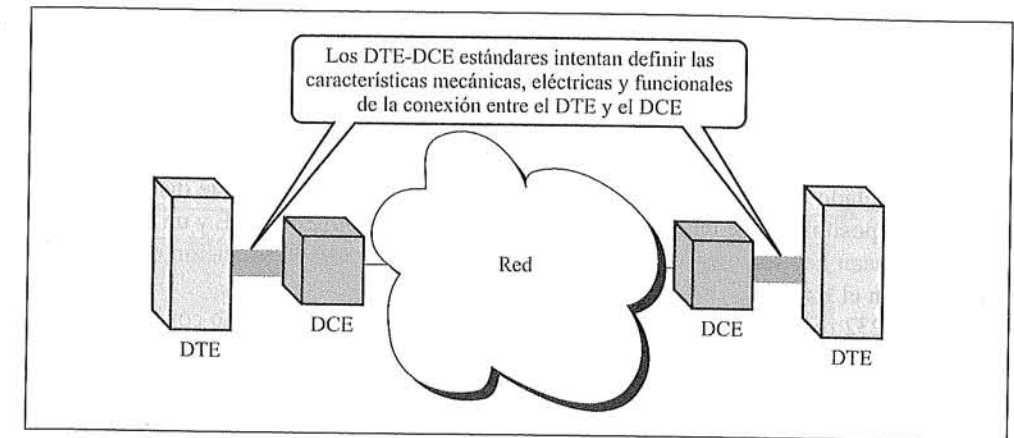 Los DTE-DCE estándares intentan definir las
características mecánicas, eléctricas y funcionales
de la conexión entre el DTE y el DCE
Red
DCE
DCE
DTE
DTE